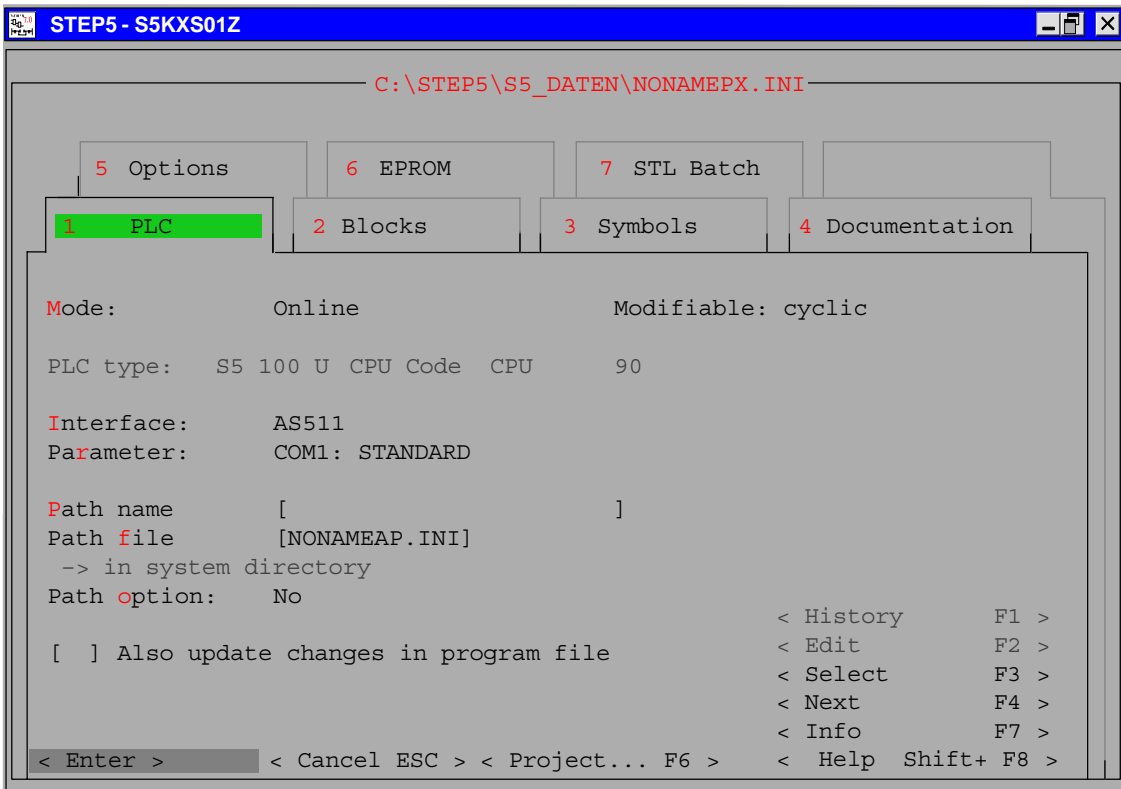 STEP5 - S5KXS01Z
C:\STEP5\S5_DATEN\NONAMEPX.INI
5 Options 6 EPROM 7 STL Batch
1 PLC 2 Blocks 3 Symbols 4 Documentation
Mode: Online Modifiable: cyclic
PLC type: S5 100 U CPU Code CPU 90
Interface: AS511
Parameter: COM1: STANDARD
Path name [ ]
Path file [NONAMEAP.INI]
-> in system directory
Path option: No
< History F1 >
[ ] Also update changes in program file
< Edit F2 >
< Select F3 >
< Next F4 >
< Info F7 >
< Enter > < Cancel ESC > < Project... F6 > < Help Shift+ F8 >